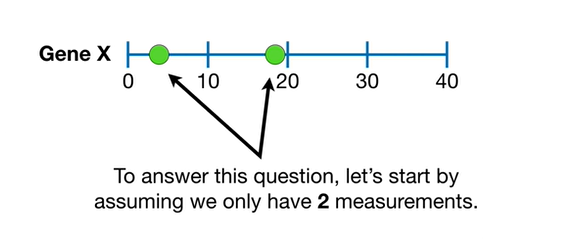 Gene X
0 10 20 30 40
To answer this question, let’s start by
assuming we only have 2 measurements.